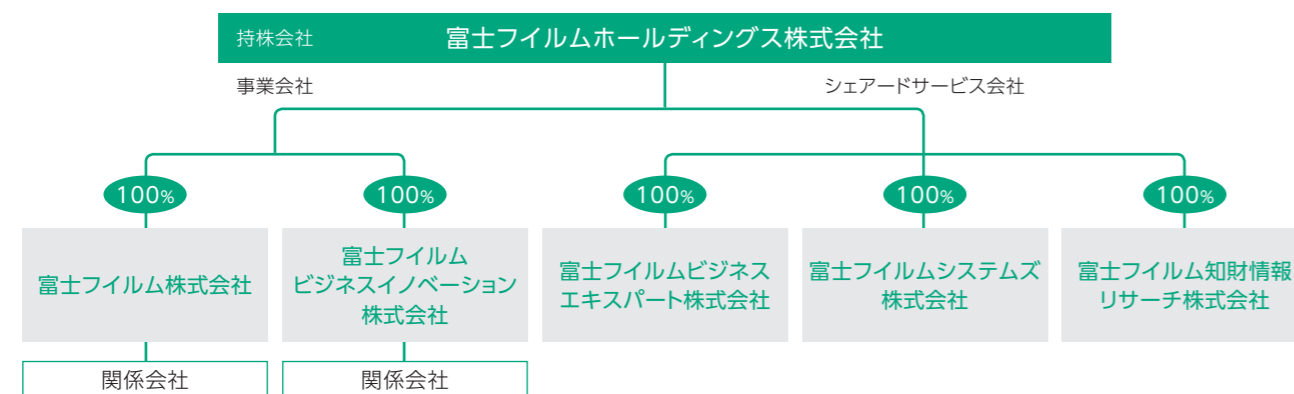 持株会社 富士フイルムホールディングス株式会社
事業会社 シェアードサービス会社
100% 100% 100% 100% 100%
富士フイルム株式会社
富士フイルム
ビジネスイノベーション
株式会社
富士フイルムビジネス
エキスパート株式会社
富士フイルムシステムズ
株式会社
富士フイルム知財情報
リサーチ株式会社
関係会社 関係会社